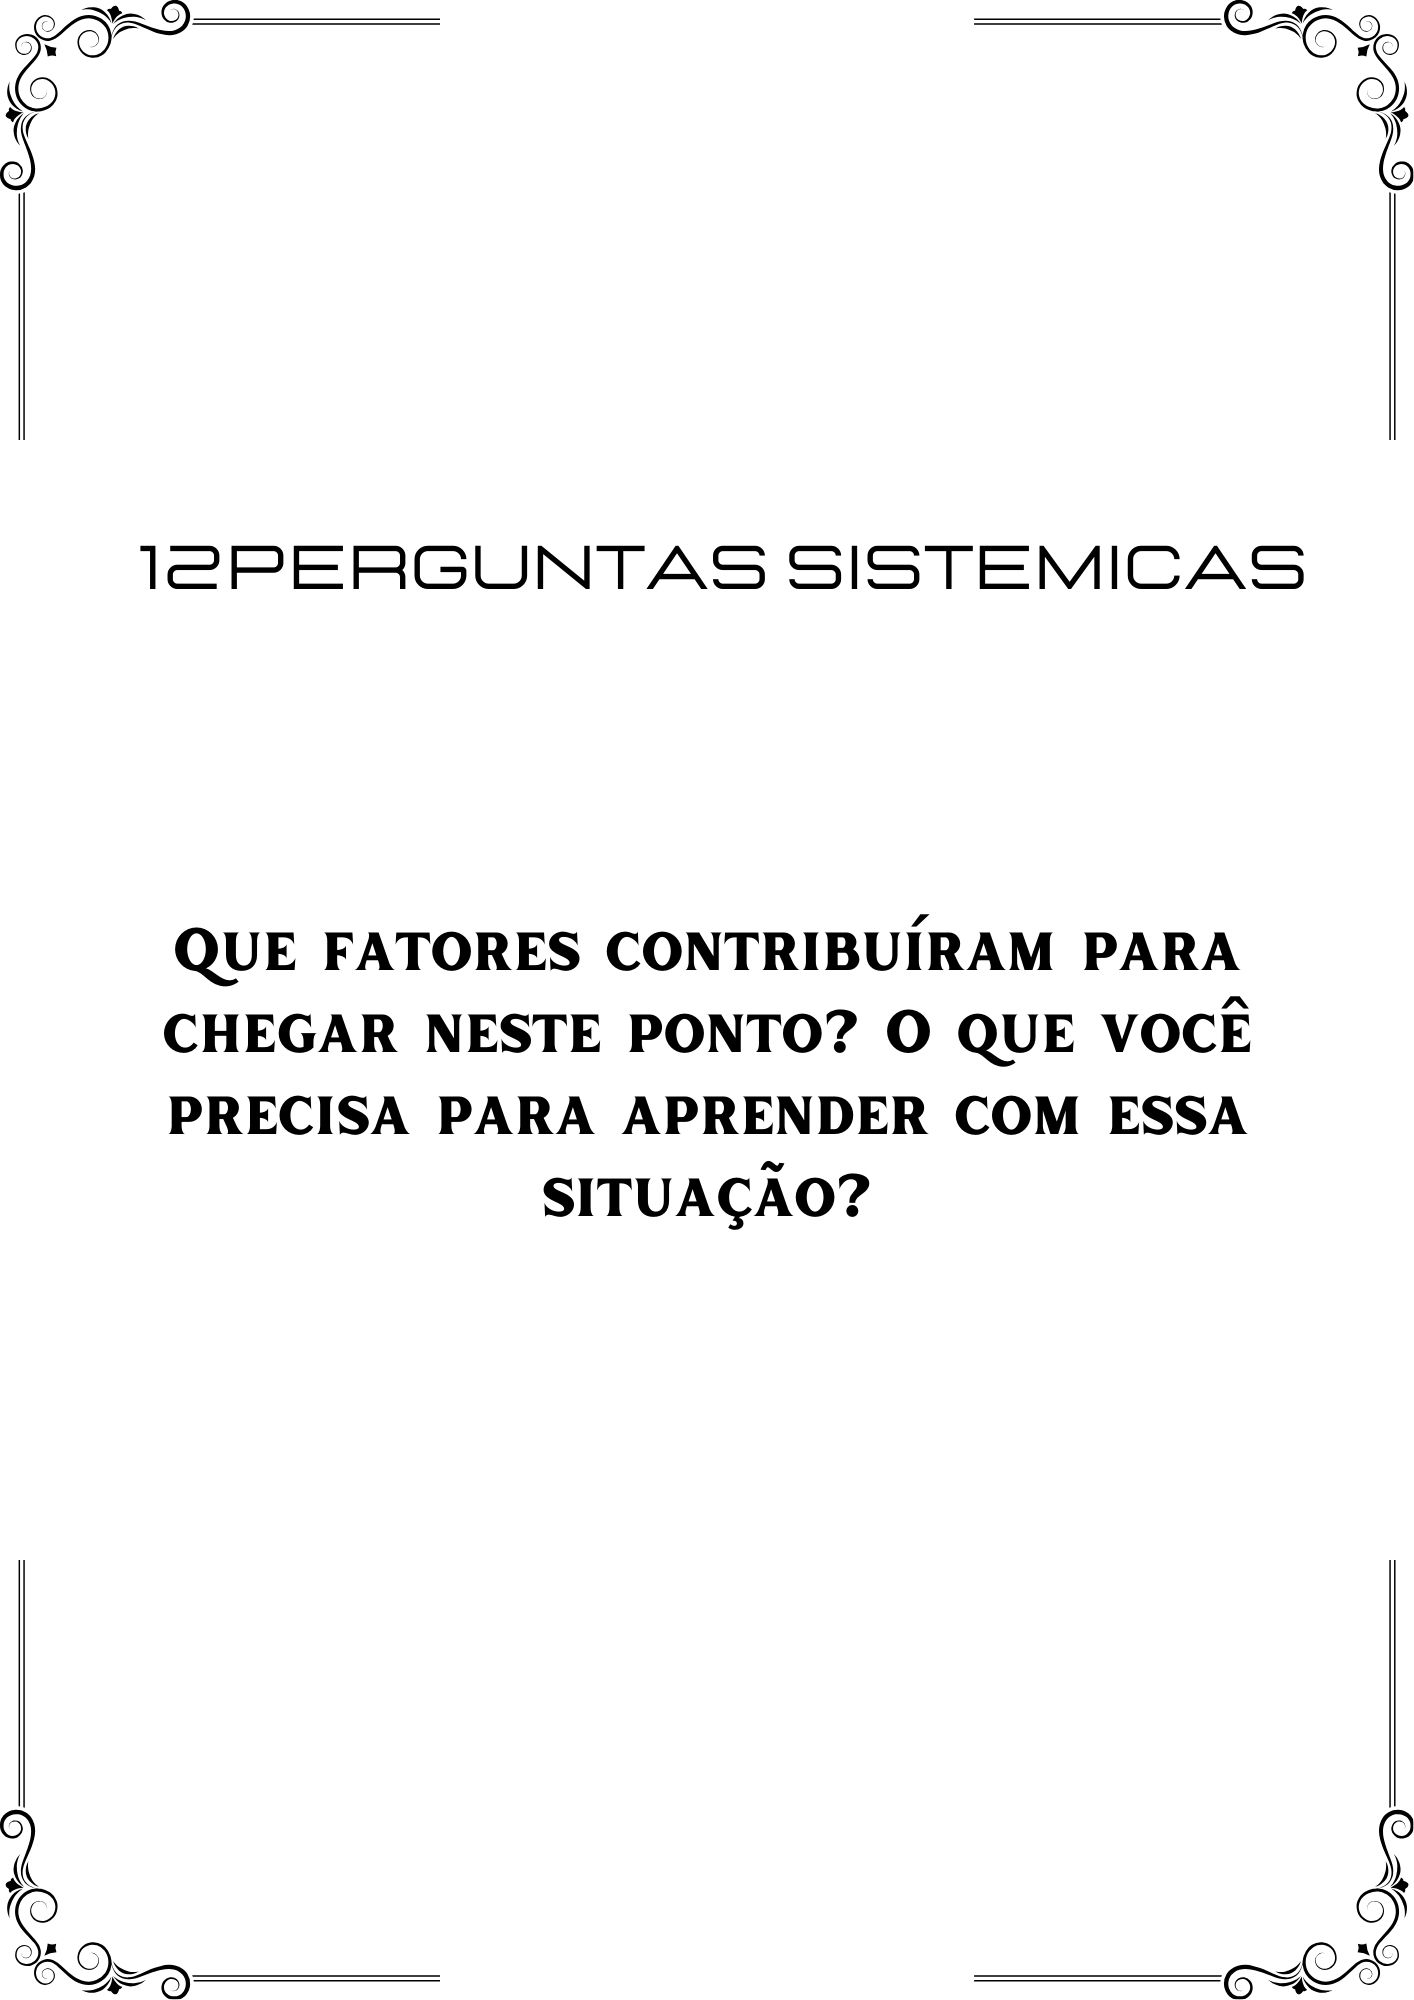 12PERGUNTAS SISTEMICAS
Que fatores contribuíram para
chegar neste ponto? O que você
precisa para aprender com essa
situação?